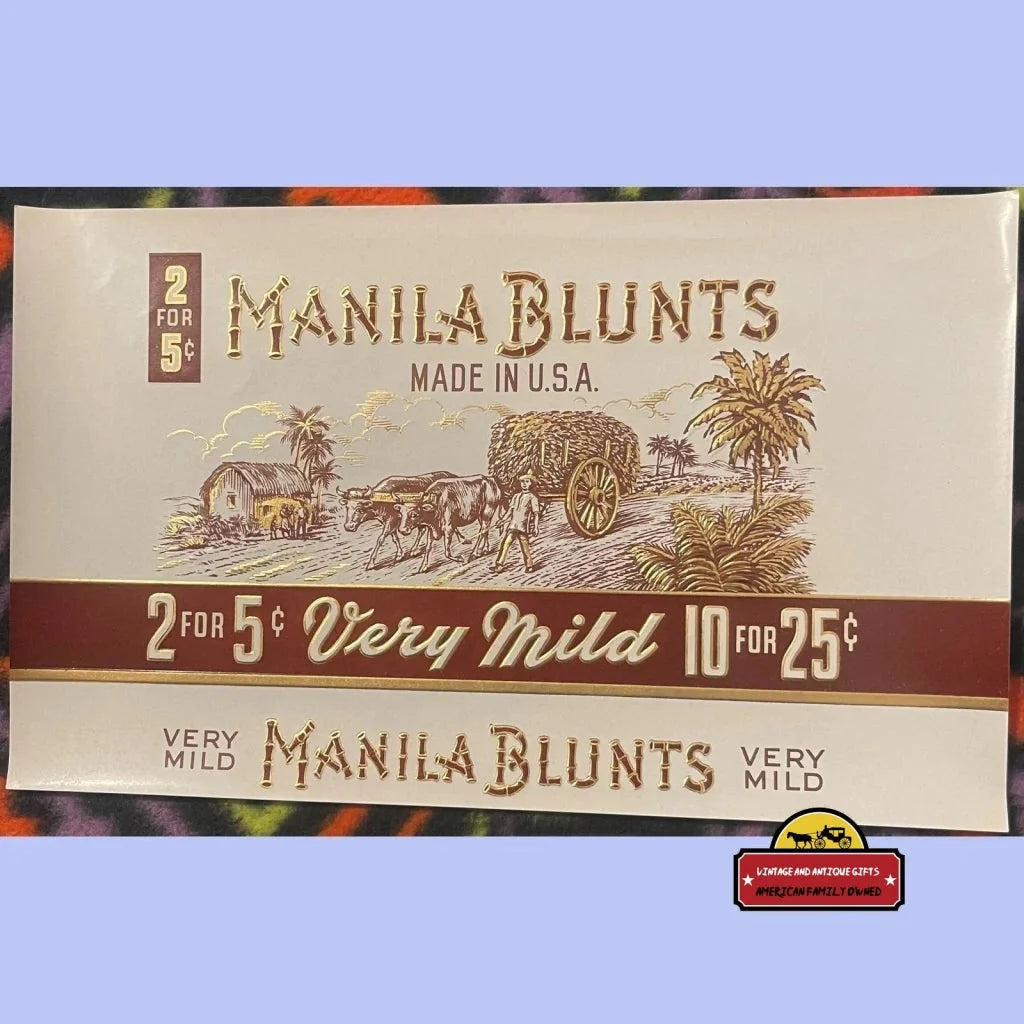 2
FOR
5¢
MANILA BLUNTS
MADE IN U.S.A.
2 FOR 5¢ Very Mild 10 FOR 25¢
VERY MILD
MANILA BLUNTS
VERY MILD
VINTAGE AND ANTIQUE GIFTS
AMERICAN FAMILY OWNED